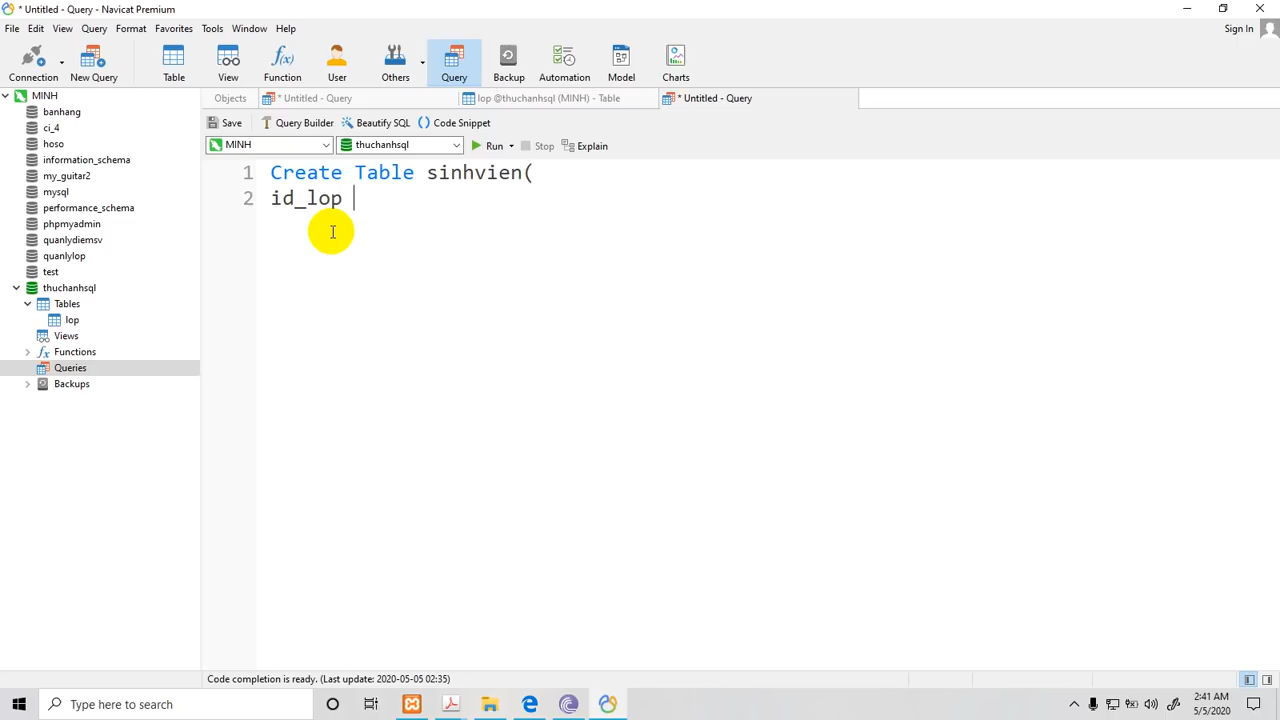 * Untitled - Query - Navicat Premium
File Edit View Query Format Favorites Tools Window Help
Sign In
Connection New Query Table View Function User Others Query Backup Automation Model Charts
MINH
banhang
ci_4
hoso
information_schema
my_guitar2
mysql
performance_schema
phpmyadmin
quanlydiemsv
quanlylop
test
thuchanhsql
Tables
lop
Views
Functions
Queries
Backups
Objects * Untitled - Query lop @thuchanhsql (MINH) - Table * Untitled - Query
Save Query Builder Beautify SQL () Code Snippet
MINH thuchanhsql Run Stop Explain
1 Create Table sinhvien(
2 id_lop
Code completion is ready. (Last update: 2020-05-05 02:35)
Type here to search
2:41 AM
5/5/2020